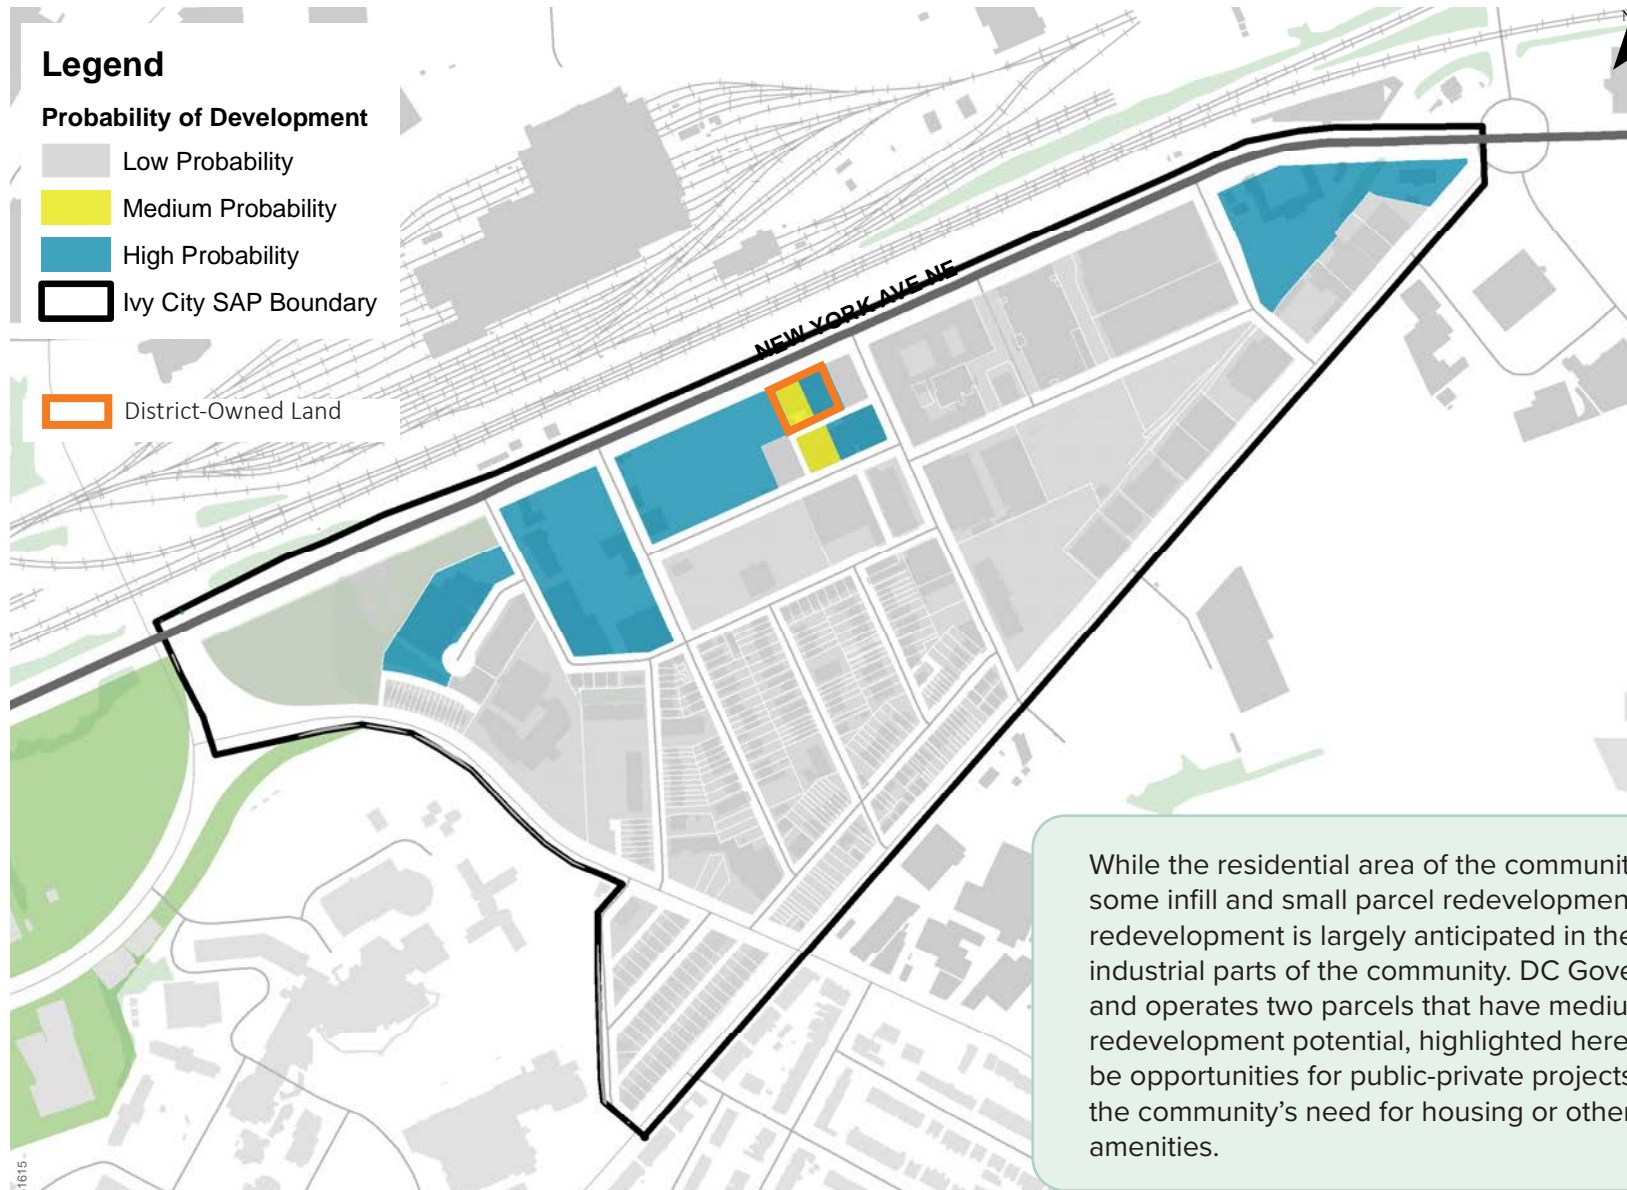 Legend
Probability of Development
Low Probability
Medium Probability
High Probability
Ivy City SAP Boundary
District-Owned Land
NEW YORK AVE NE
While the residential area of the communit
some infill and small parcel redevelopmen
redevelopment is largely anticipated in the
industrial parts of the community. DC Gove
and operates two parcels that have mediu
redevelopment potential, highlighted here
be opportunities for public-private projects
the community’s need for housing or other
amenities.
1615